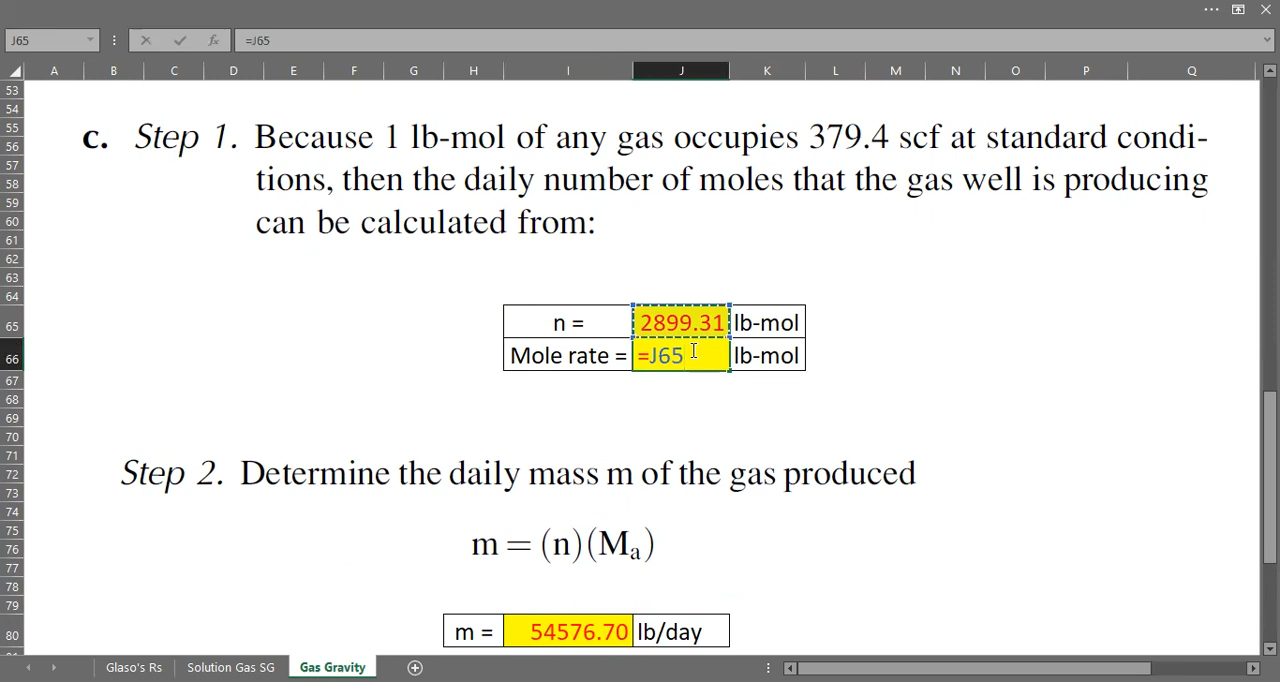 J65
fx
=J65
A B C D E F G H I J K L M N O P Q
53
54
55
56
57
58
59
60
61
62
63
64
65
66
67
68
69
70
71
72
73
74
75
76
77
78
79
80
c. Step 1. Because 1 lb-mol of any gas occupies 379.4 scf at standard condi-
tions, then the daily number of moles that the gas well is producing
can be calculated from:
n = 2899.31 lb-mol
Mole rate = =J65 lb-mol
Step 2. Determine the daily mass m of the gas produced
m = (n)(Ma)
m = 54576.70 lb/day
Glaso's Rs Solution Gas SG Gas Gravity